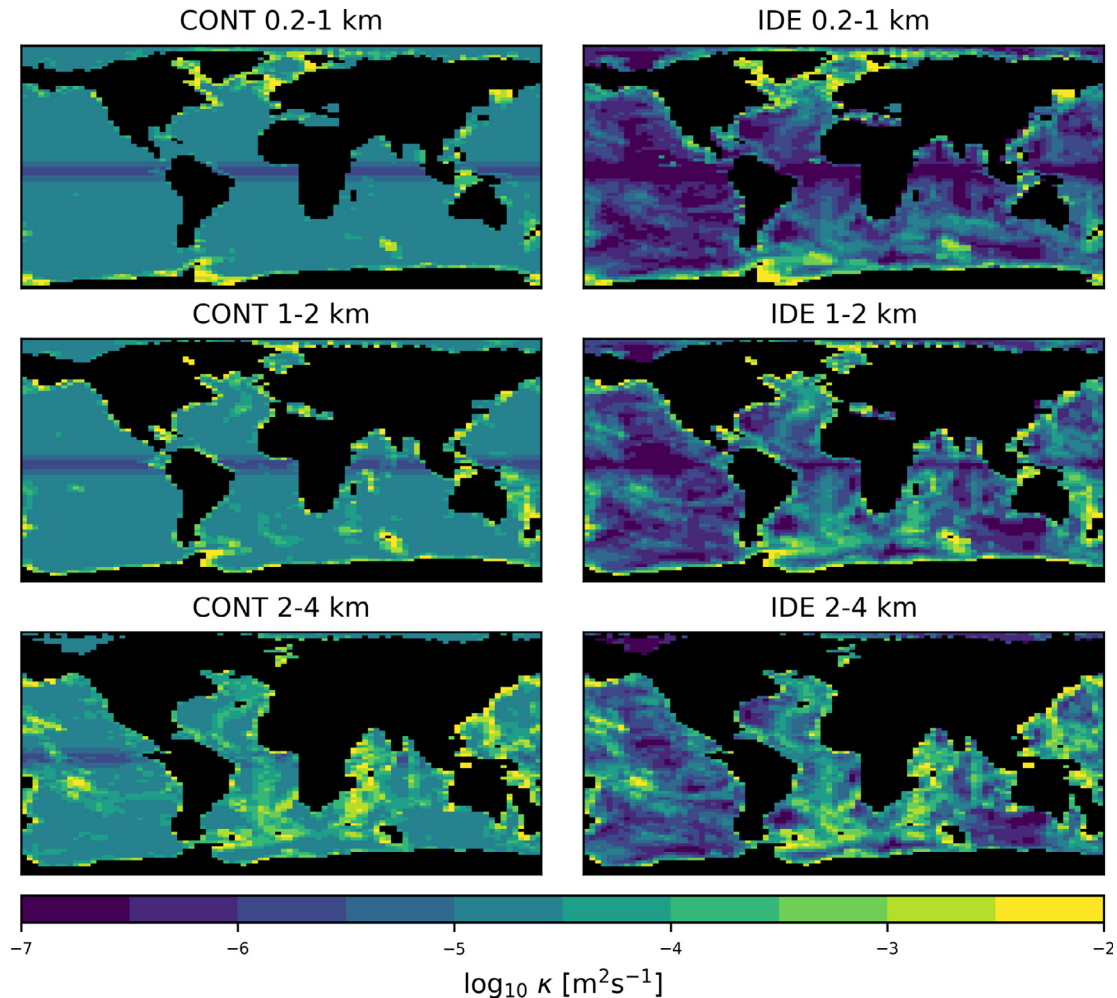 CONT 0.2-1 km
IDE 0.2-1 km
CONT 1-2 km
IDE 1-2 km
CONT 2-4 km
IDE 2-4 km
−7 −6 −5 −4 −3 −2
log₁₀ κ [m²s⁻¹]